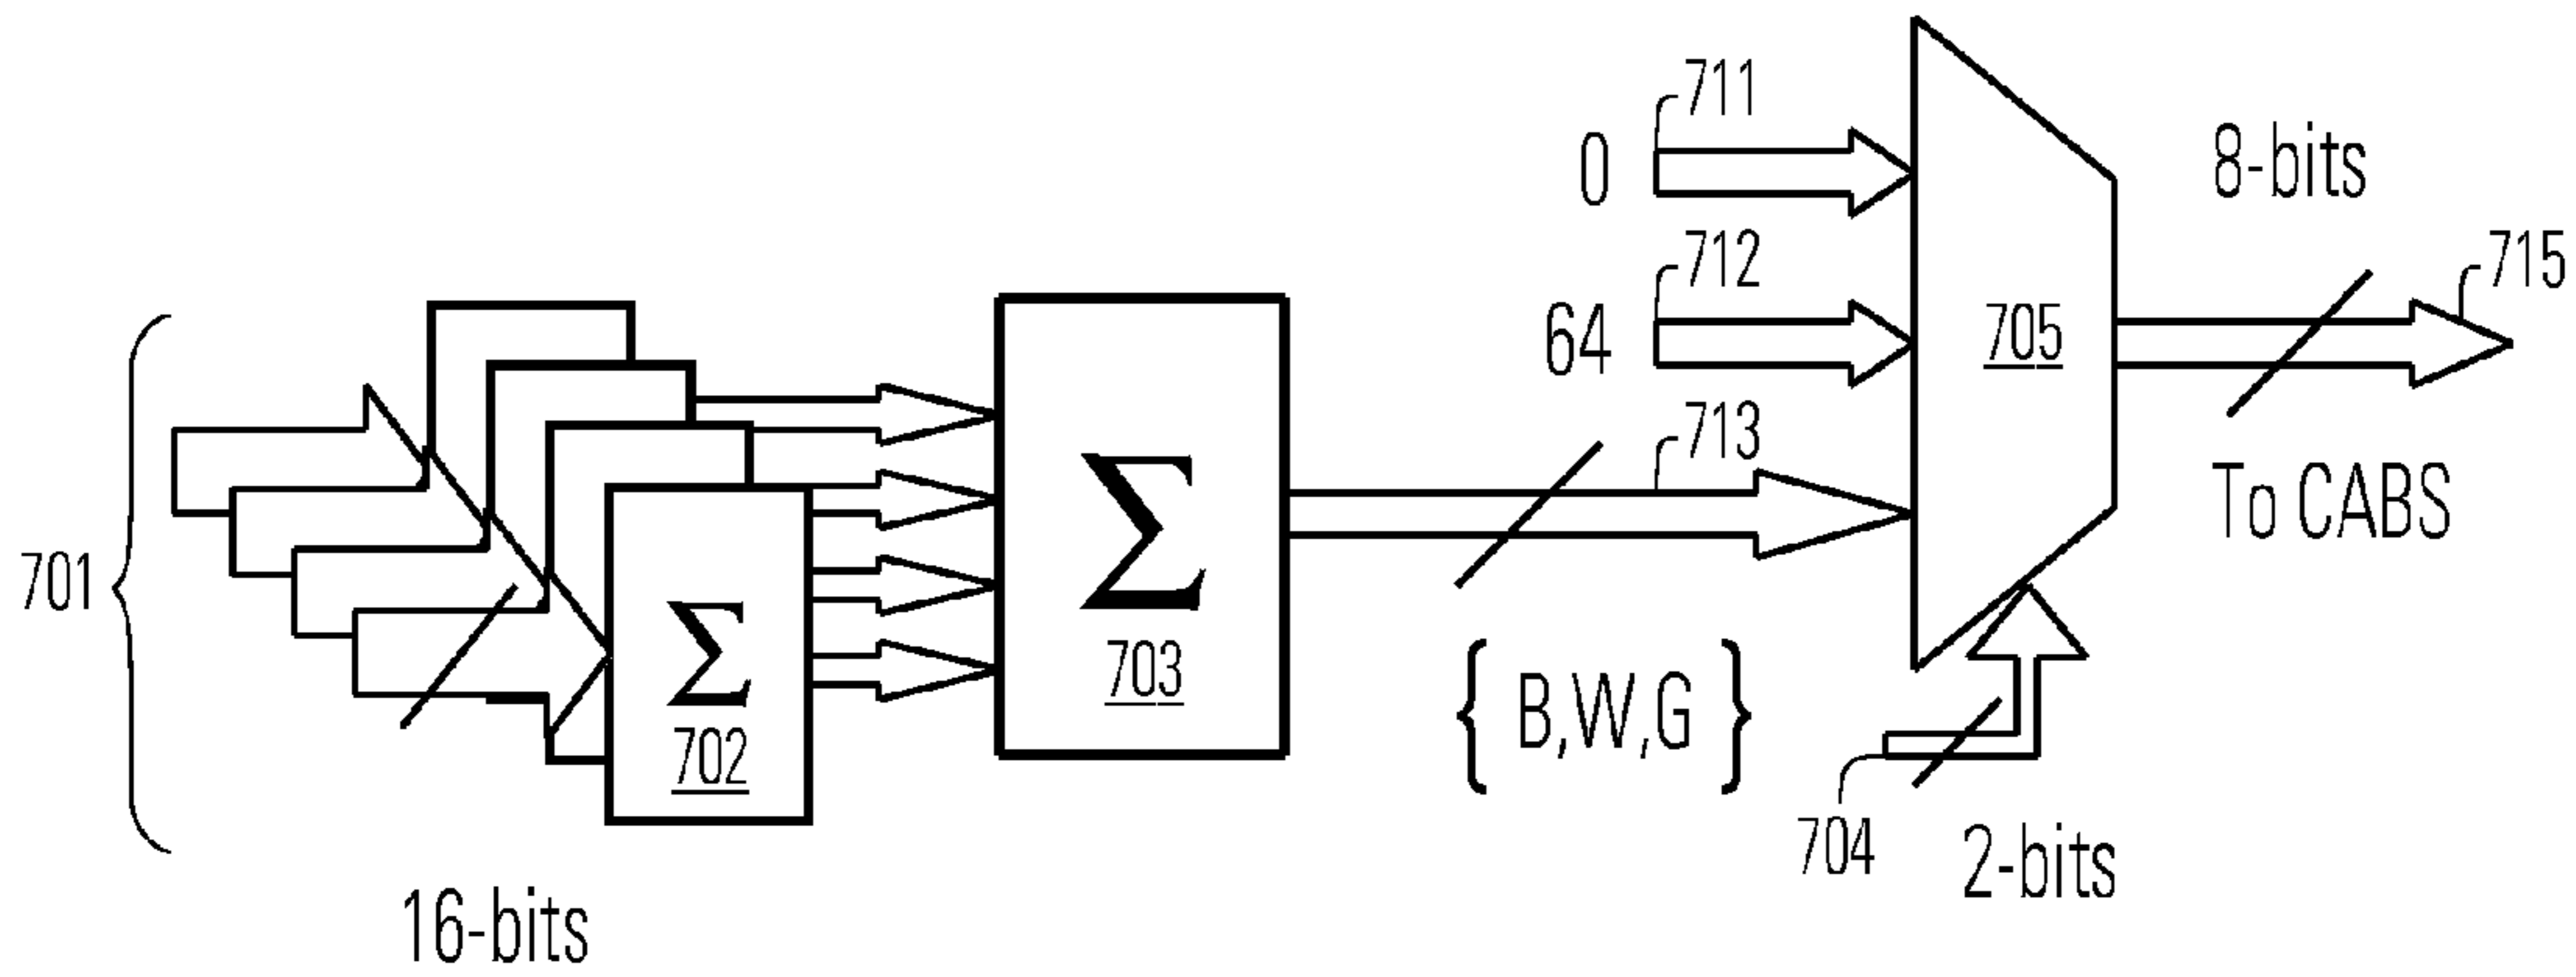 711
0
8-bits
712
715
64
705
713
To CABS
701
Σ
Σ
703
{ B,W,G }
702
704
2-bits
16-bits